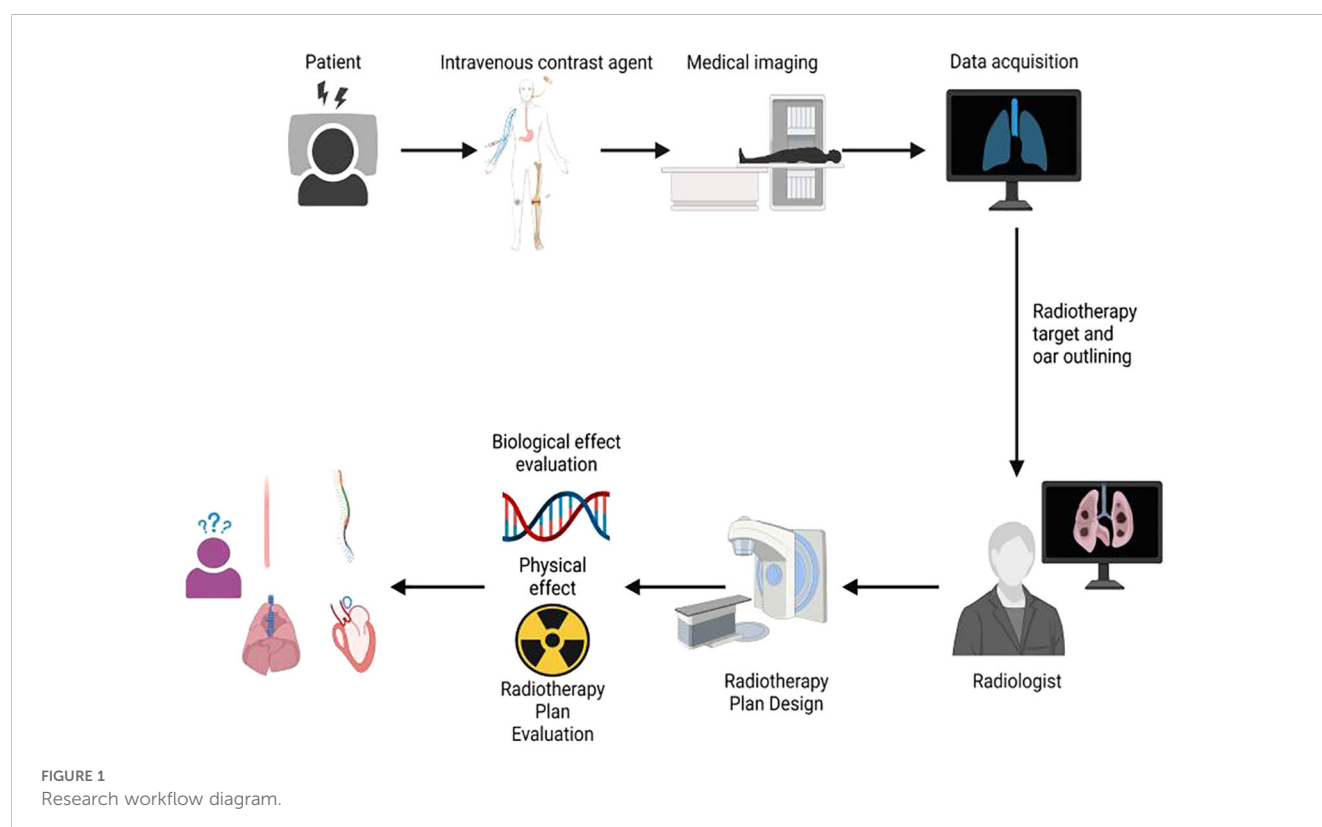 Patient
Intravenous contrast agent
Medical imaging
Data acquisition
Radiotherapy
target and
oar outlining
Biological effect
evaluation
???
Physical
effect
Radiotherapy
Plan
Evaluation
Radiotherapy
Plan Design
Radiologist
FIGURE 1
Research workflow diagram.